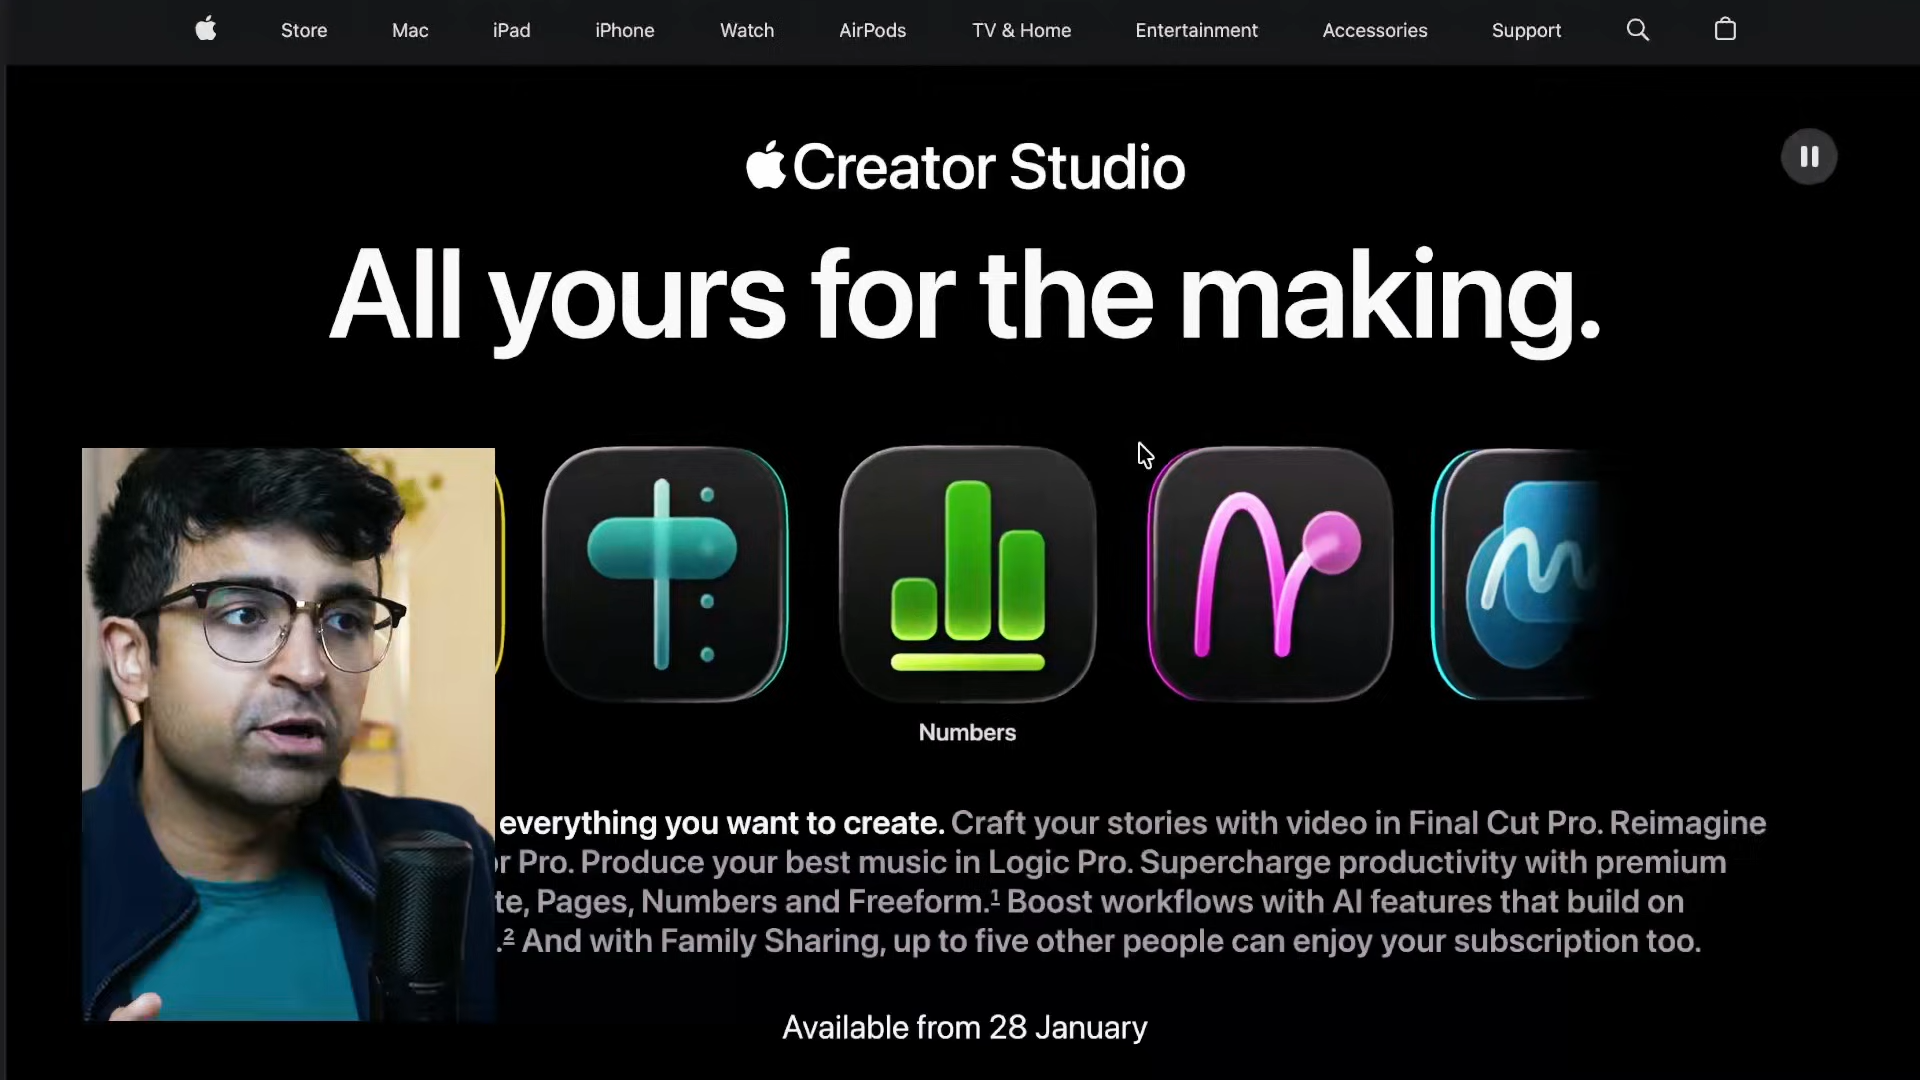 Store Mac iPad iPhone Watch AirPods TV & Home Entertainment Accessories Support
Creator Studio
All yours for the making.
Numbers
everything you want to create. Craft your stories with video in Final Cut Pro. Reimagine
Pro. Produce your best music in Logic Pro. Supercharge productivity with premium
Pages, Numbers and Freeform.¹ Boost workflows with AI features that build on
.² And with Family Sharing, up to five other people can enjoy your subscription too.
Available from 28 January